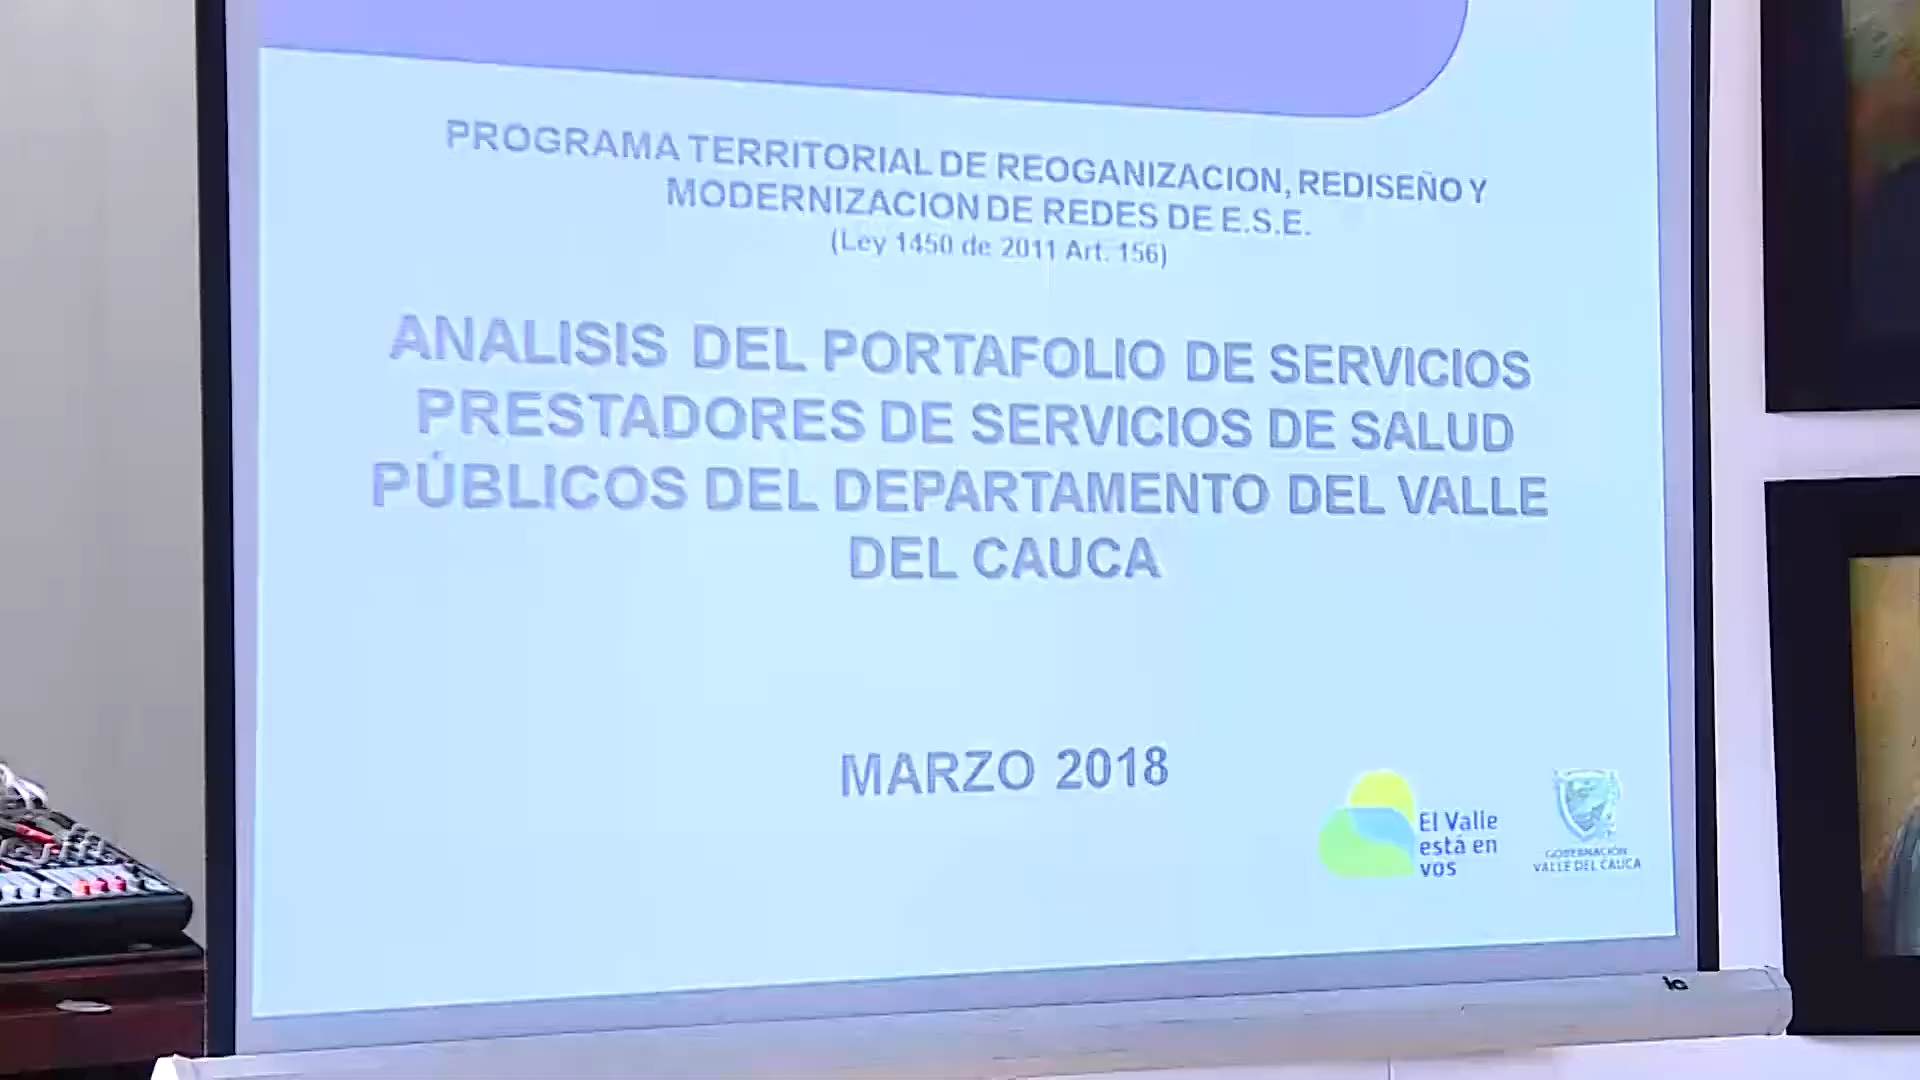 PROGRAMA TERRITORIAL DE REOGANIZACION, REDISEÑO Y
MODERNIZACION DE REDES DE E.S.E.
(Ley 1450 de 2011 Art. 156)
ANALISIS DEL PORTAFOLIO DE SERVICIOS
PRESTADORES DE SERVICIOS DE SALUD
PÚBLICOS DEL DEPARTAMENTO DEL VALLE
DEL CAUCA
MARZO 2018
El Valle
está en
vos
GOBERNACIÓN
VALLE DEL CAUCA